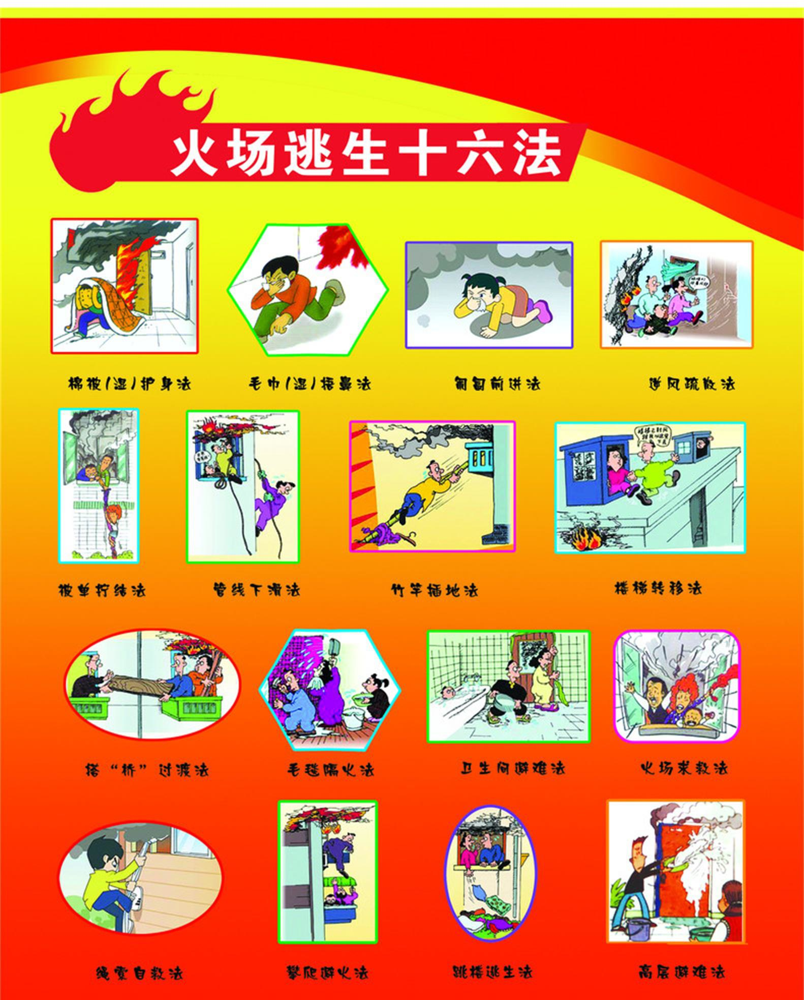 火场逃生十六法
棉被(湿)护身法
毛巾(湿)捂鼻法
匍匐前进法
逆风疏散法
被单拧结法
管线下滑法
竹竿插地法
楼梯转移法
搭“桥”过渡法
毛毯隔火法
卫生间避难法
火场求救法
绳索自救法
攀爬避火法
跳楼逃生法
高层避难法